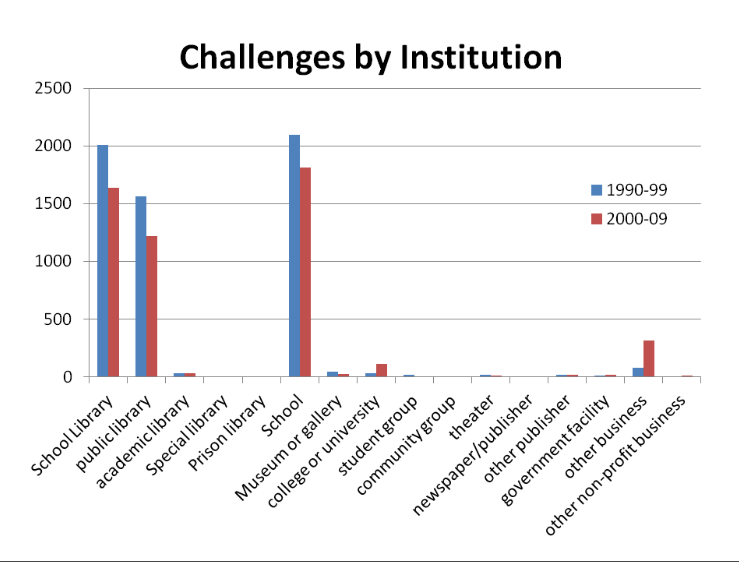 Challenges by Institution
2500
2000
1500
1000
500
0
1990-99
2000-09
School Library
public library
academic library
Special library
Prison library
School
Museum or gallery
college or university
student group
community group
theater
newspaper/publisher
other publisher
government facility
other business
other non-profit business